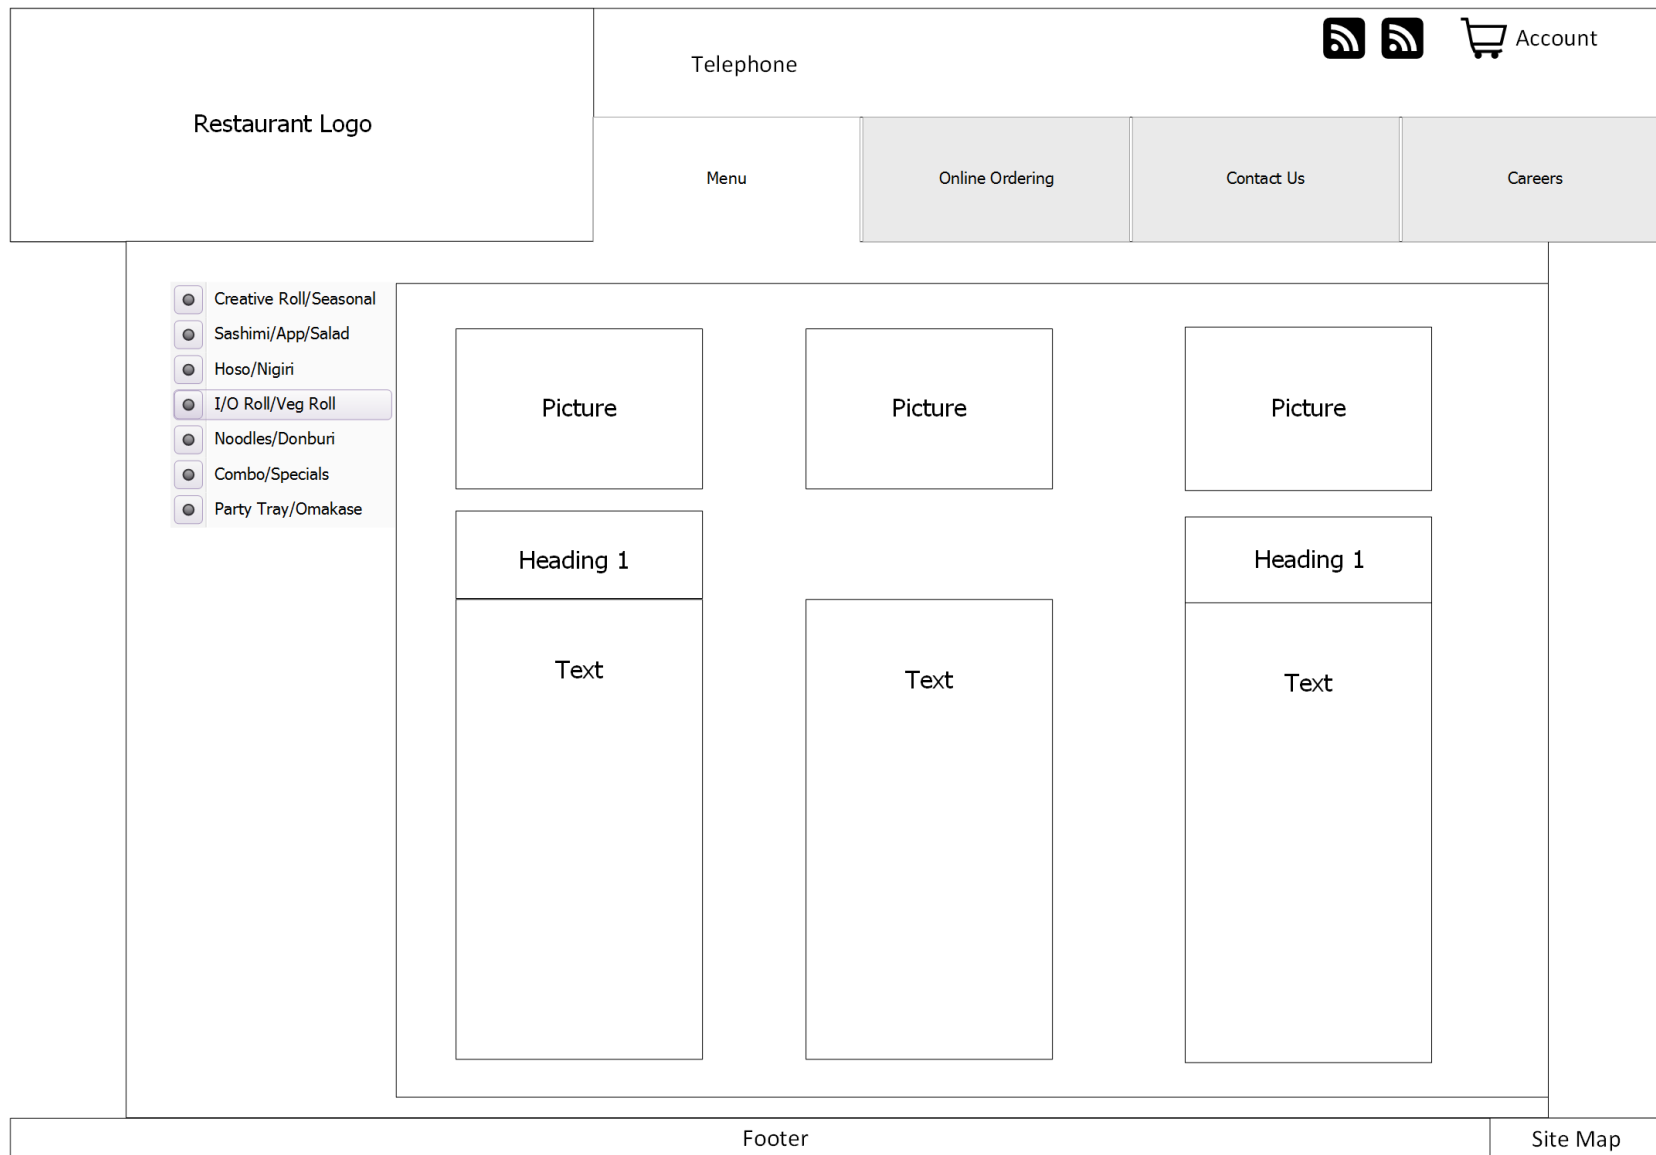 Account
Telephone
Restaurant Logo
Menu
Online Ordering
Contact Us
Careers
Creative Roll/Seasonal
Sashimi/App/Salad
Hoso/Nigiri
I/O Roll/Veg Roll
Noodles/Donburi
Combo/Specials
Party Tray/Omakase
Picture
Picture
Picture
Heading 1
Heading 1
Text
Text
Text
Footer
Site Map